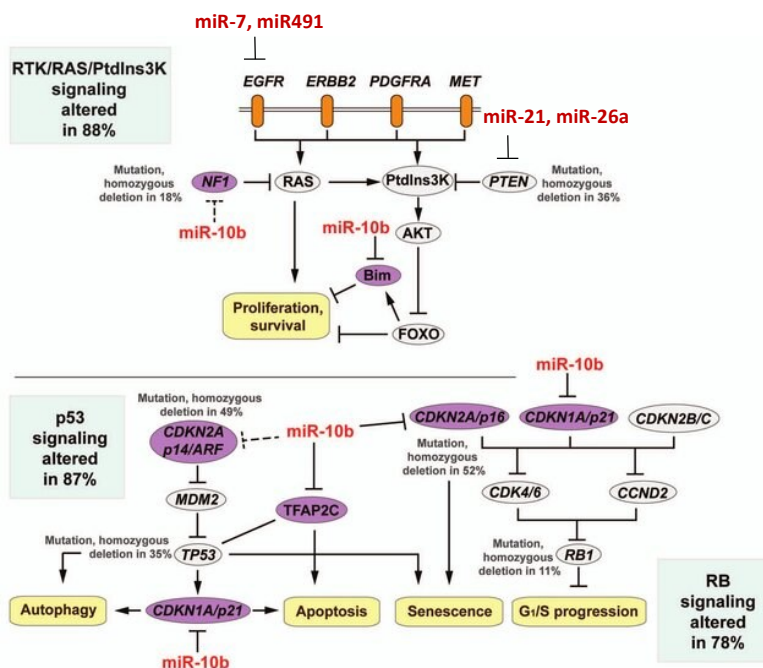 miR-7, miR491
RTK/RAS/PtdIns3K
signaling
altered
in 88%
EGFR
ERBB2
PDGFRA
MET
miR-21, miR-26a
Mutation,
homozygous
deletion in 18%
NF1
RAS
PtdIns3K
PTEN
Mutation,
homozygous
deletion in 36%
miR-10b
miR-10b
AKT
Bim
Proliferation,
survival
FOXO
miR-10b
p53
signaling
altered
in 87%
Mutation, homozygous
deletion in 49%
CDKN2A
p14/ARF
miR-10b
CDKN2A/p16
CDKN1A/p21
CDKN2B/C
Mutation,
homozygous
deletion in 52%
MDM2
TFAP2C
CDK4/6
CCND2
Mutation, homozygous
deletion in 35%
TP53
Mutation,
homozygous
deletion in 11%
RB1
RB
signaling
altered
in 78%
Autophagy
CDKN1A/p21
Apoptosis
Senescence
G1/S progression
miR-10b